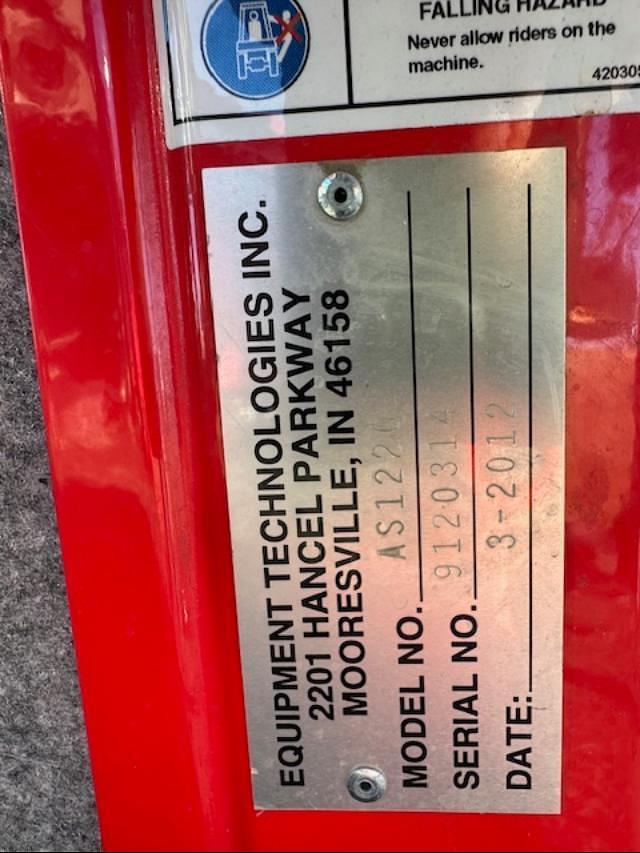 FALLING HAZARD
Never allow riders on the
machine.
EQUIPMENT TECHNOLOGIES INC.
2201 HANCEL PARKWAY
MOORESVILLE, IN 46158
MODEL NO. AS1220
SERIAL NO. 9120314
DATE: 3-2012